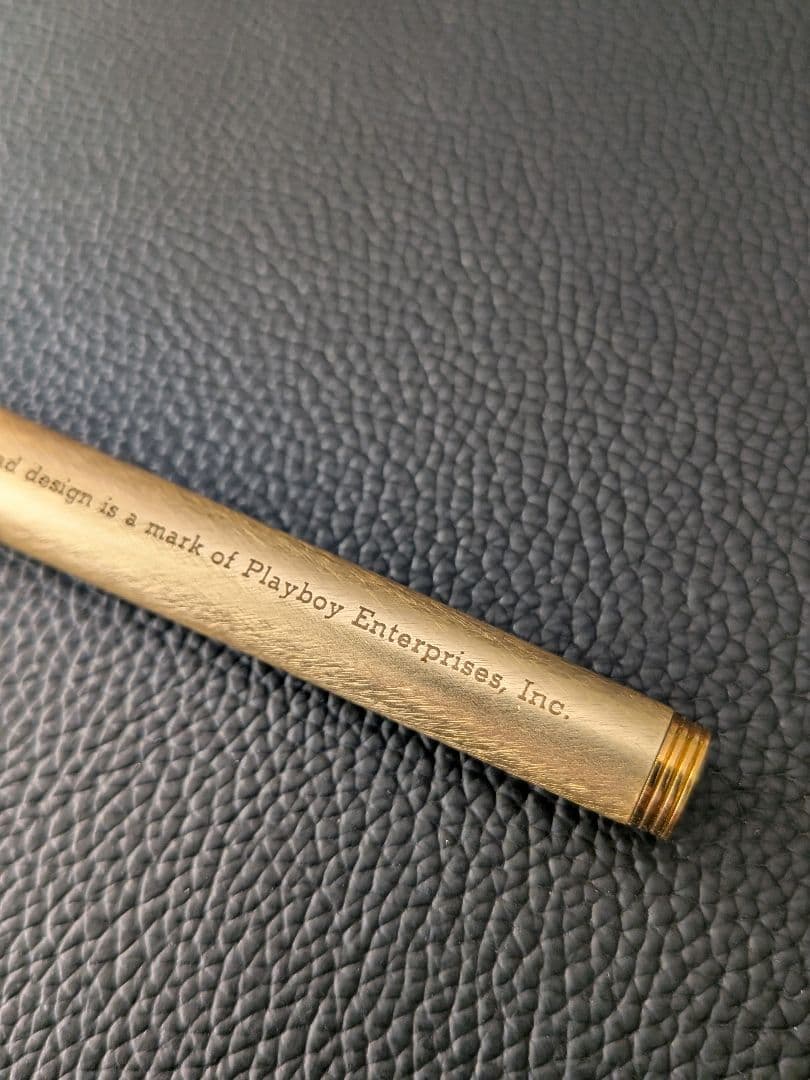 design is a mark of Playboy Enterprises, Inc.